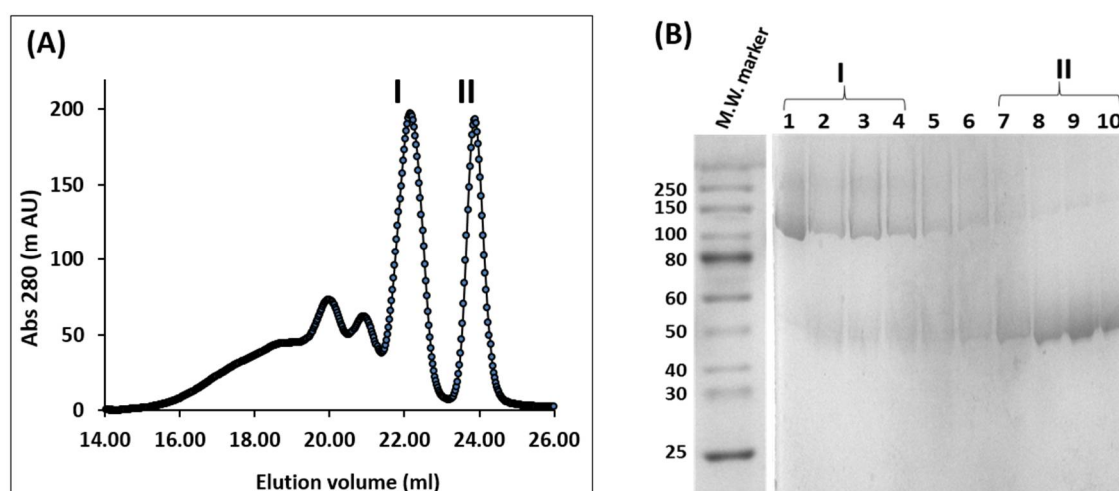 (A)
I II
200
150
100
50
0
Abs 280 (m AU)
14.00 16.00 18.00 20.00 22.00 24.00 26.00
Elution volume (ml)
(B)
M.W. marker
I II
1 2 3 4 5 6 7 8 9 10
250
150
100
80
60
50
40
30
25